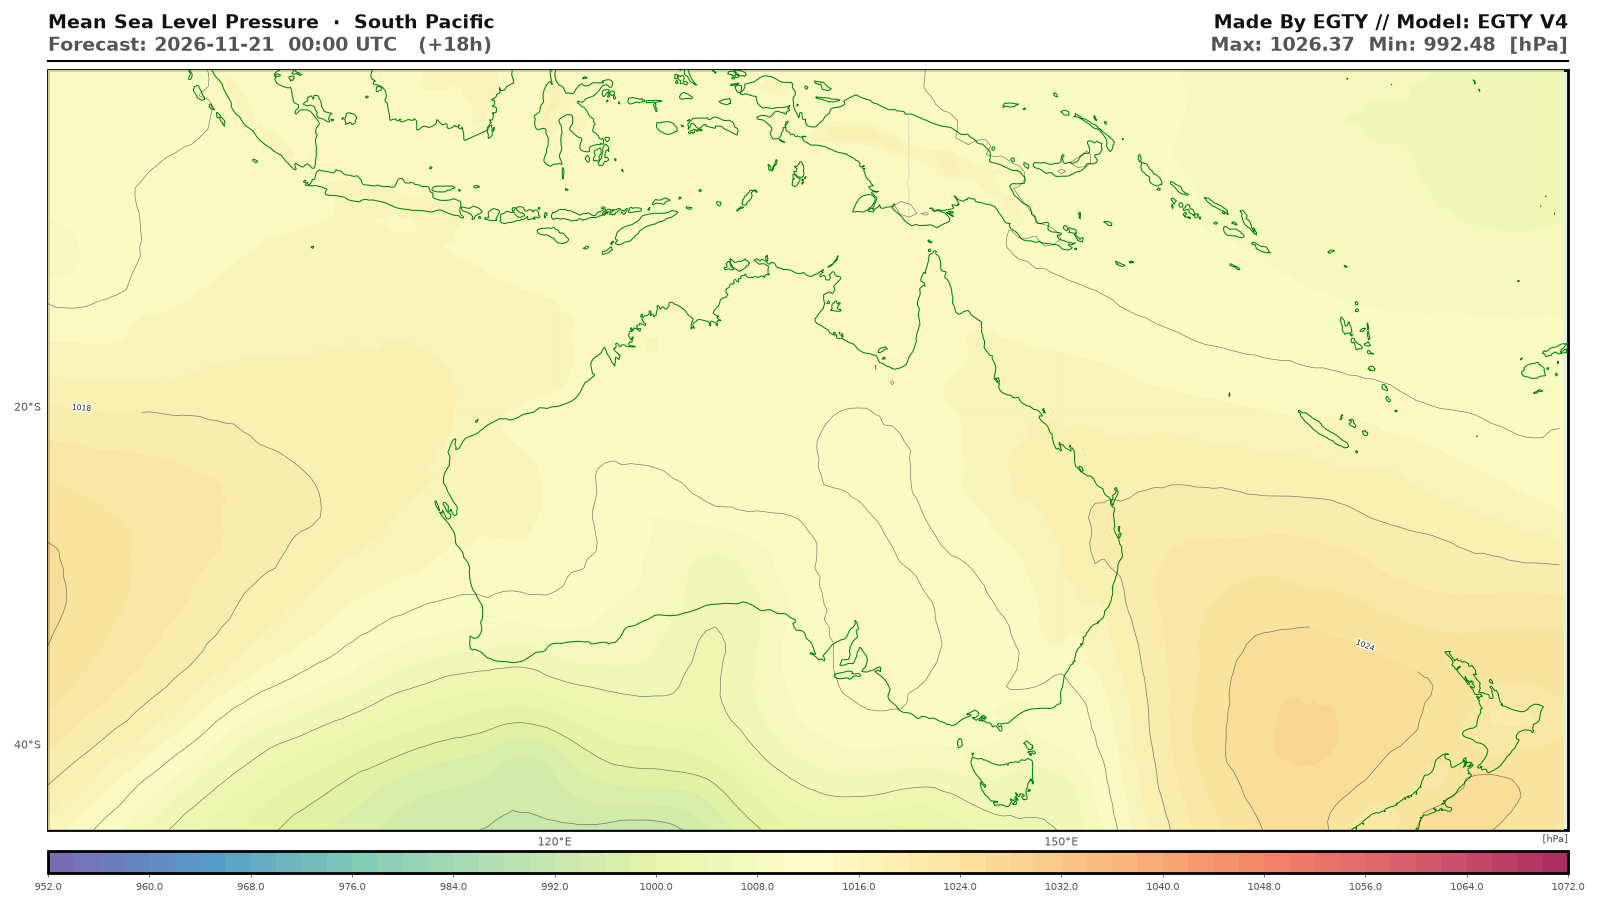 Mean Sea Level Pressure · South Pacific
Made By EGTY // Model: EGTY V4
Forecast: 2026-11-21 00:00 UTC (+18h)
Max: 1026.37 Min: 992.48 [hPa]
20°S
1018
1024
40°S
120°E
150°E
[hPa]
952.0 960.0 968.0 976.0 984.0 992.0 1000.0 1008.0 1016.0 1024.0 1032.0 1040.0 1048.0 1056.0 1064.0 1072.0